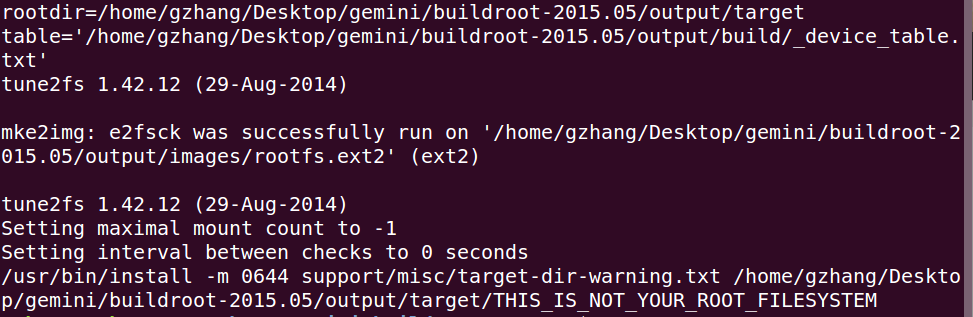 rootdir=/home/gzhang/Desktop/gemini/buildroot-2015.05/output/target
table='/home/gzhang/Desktop/gemini/buildroot-2015.05/output/build/_device_table.
txt'
tune2fs 1.42.12 (29-Aug-2014)
mke2img: e2fsck was successfully run on '/home/gzhang/Desktop/gemini/buildroot-2
015.05/output/images/rootfs.ext2' (ext2)
tune2fs 1.42.12 (29-Aug-2014)
Setting maximal mount count to -1
Setting interval between checks to 0 seconds
/usr/bin/install -m 0644 support/misc/target-dir-warning.txt /home/gzhang/Deskto
p/gemini/buildroot-2015.05/output/target/THIS_IS_NOT_YOUR_ROOT_FILESYSTEM